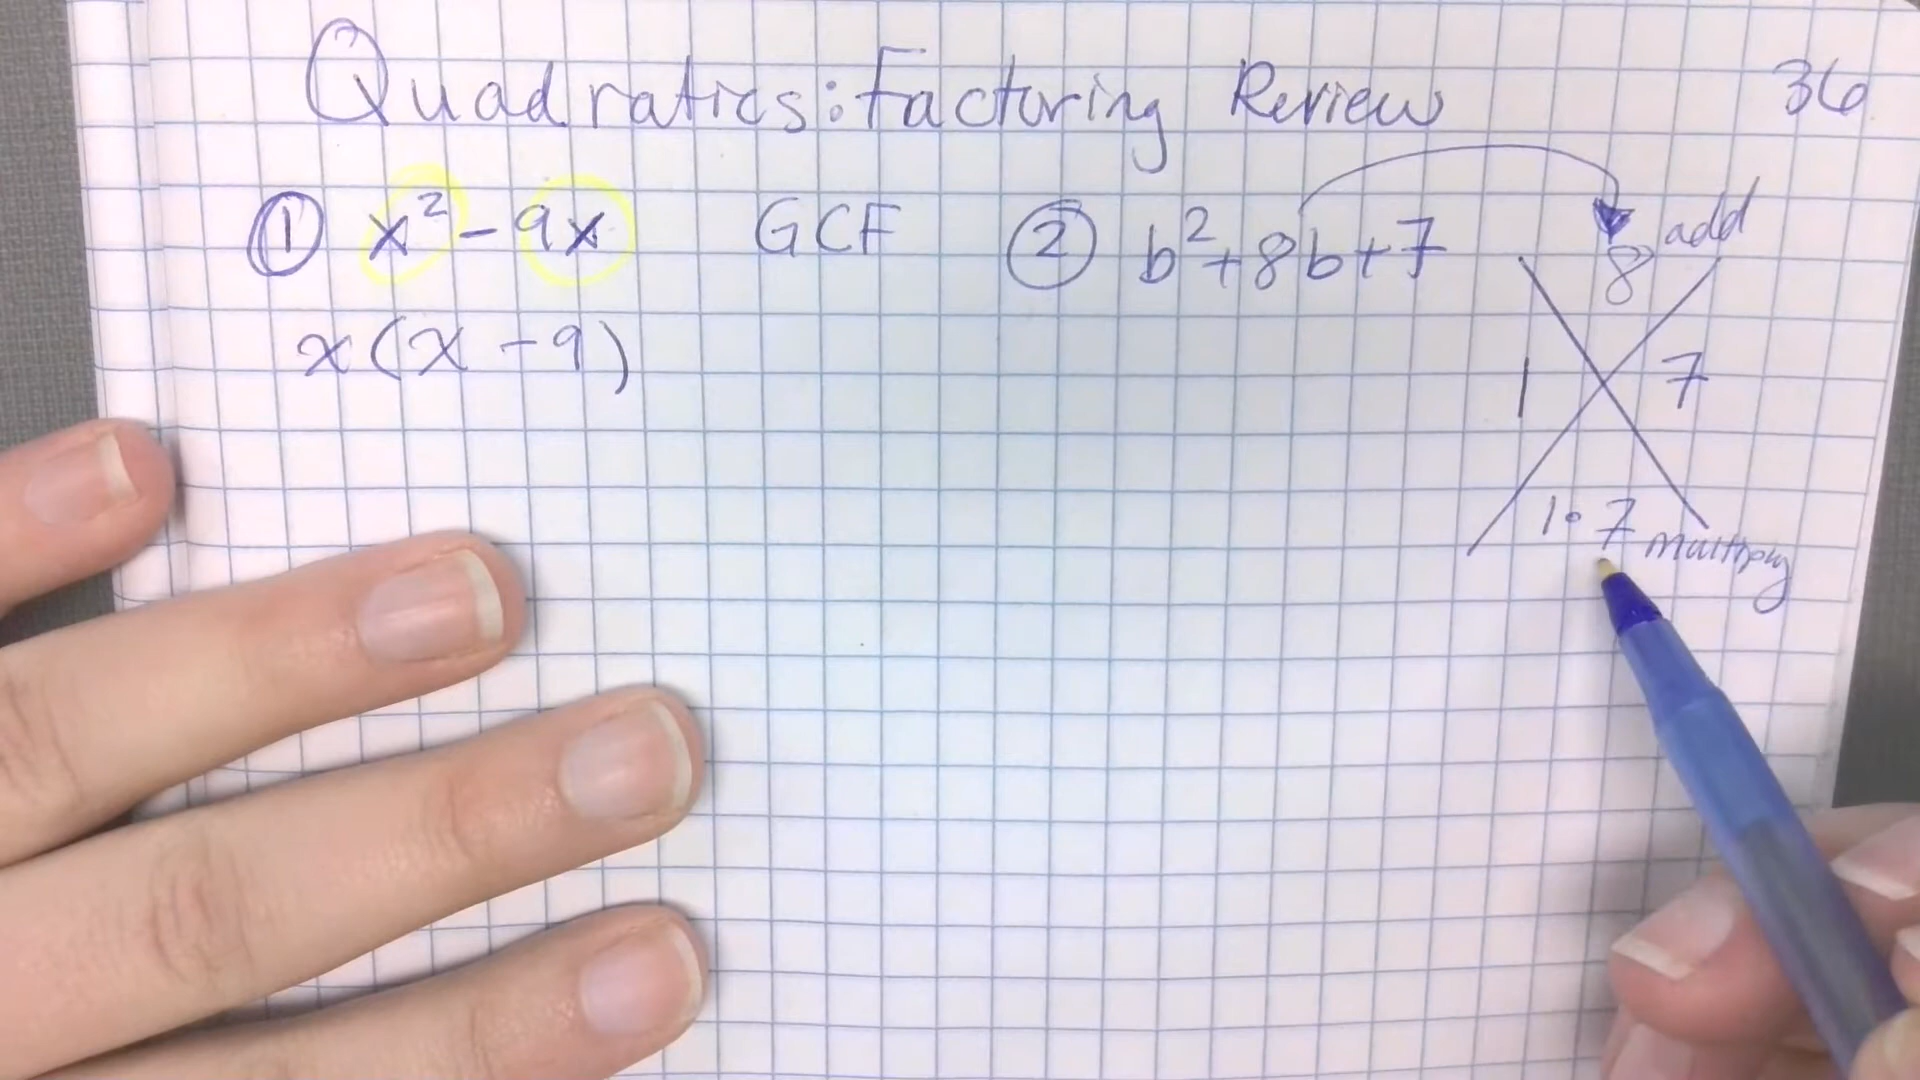 Quadratics: Factoring Review 36
① x² - 9x GCF
x(x - 9)
② b² + 8b + 7
8 add
1 7
1 • 7 multiply